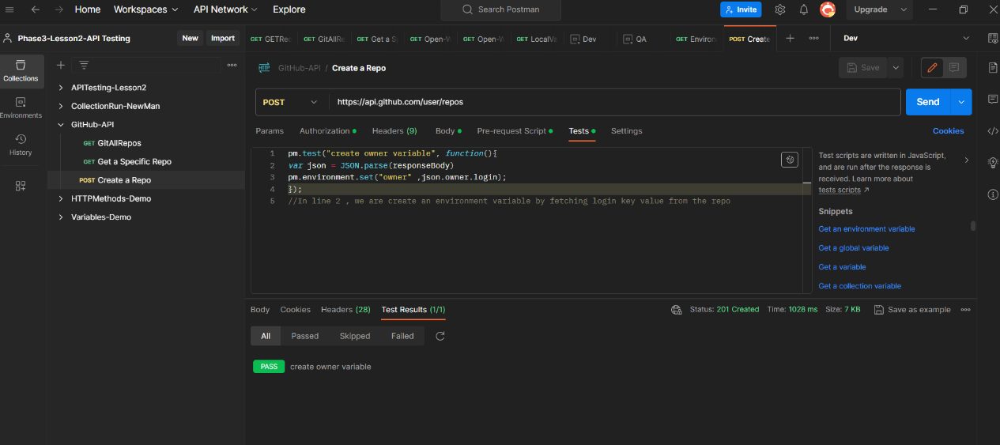 Home Workspaces API Network Explore Search Postman Invite Upgrade
Phase3-Lesson2-API Testing New Import GET GETRec GET GitAllRe GET Get a Sp GET Open-W GET Open-W GET LocalVa Dev QA GET Environ POST Create Dev
Collections
Environments
History
APITesting-Lesson2
CollectionRun-NewMan
GitHub-API
GET GitAllRepos
GET Get a Specific Repo
POST Create a Repo
HTTPMethods-Demo
Variables-Demo
HTTP GitHub-API / Create a Repo Save
POST https://api.github.com/user/repos Send
Params Authorization Headers (9) Body Pre-request Script Tests Settings Cookies
1 pm.test("create owner variable", function(){
2 var json = JSON.parse(responseBody)
3 pm.environment.set("owner" ,json.owner.login);
4 });
5 //In line 2 , we are create an environment variable by fetching login key value from the repo
Test scripts are written in JavaScript,
and are run after the response is
received. Learn more about
tests scripts ↗
Snippets
Get an environment variable
Get a global variable
Get a variable
Get a collection variable
Body Cookies Headers (28) Test Results (1/1) Status: 201 Created Time: 1028 ms Size: 7 KB Save as example
All Passed Skipped Failed
PASS create owner variable